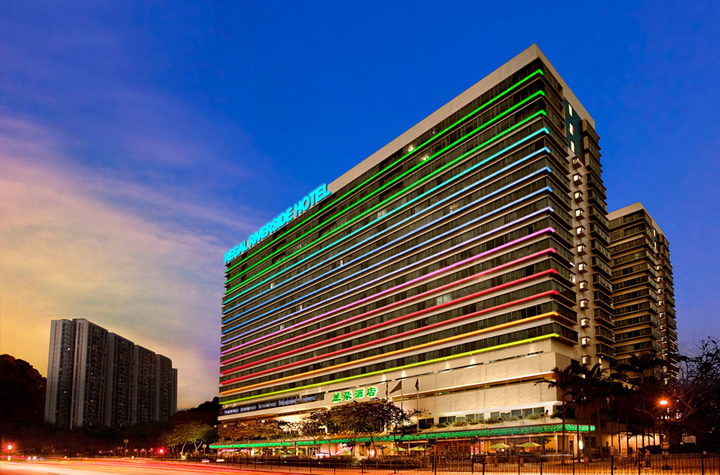 REGAL RIVERSIDE HOTEL
麗豪酒店